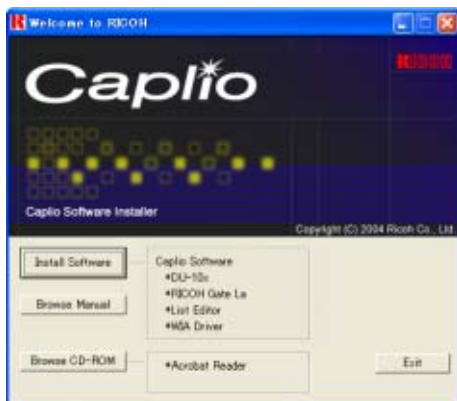 Welcome to RICOH
Caplio
RICOH
Caplio Software Installer
Copyright (C) 2004 Ricoh Co., Ltd
Install Software
Caplio Software
*DU-10x
*RICOH Gate La
*List Editor
*WIA Driver
Browse Manual
Browse CD-ROM
*Acrobat Reader
Exit